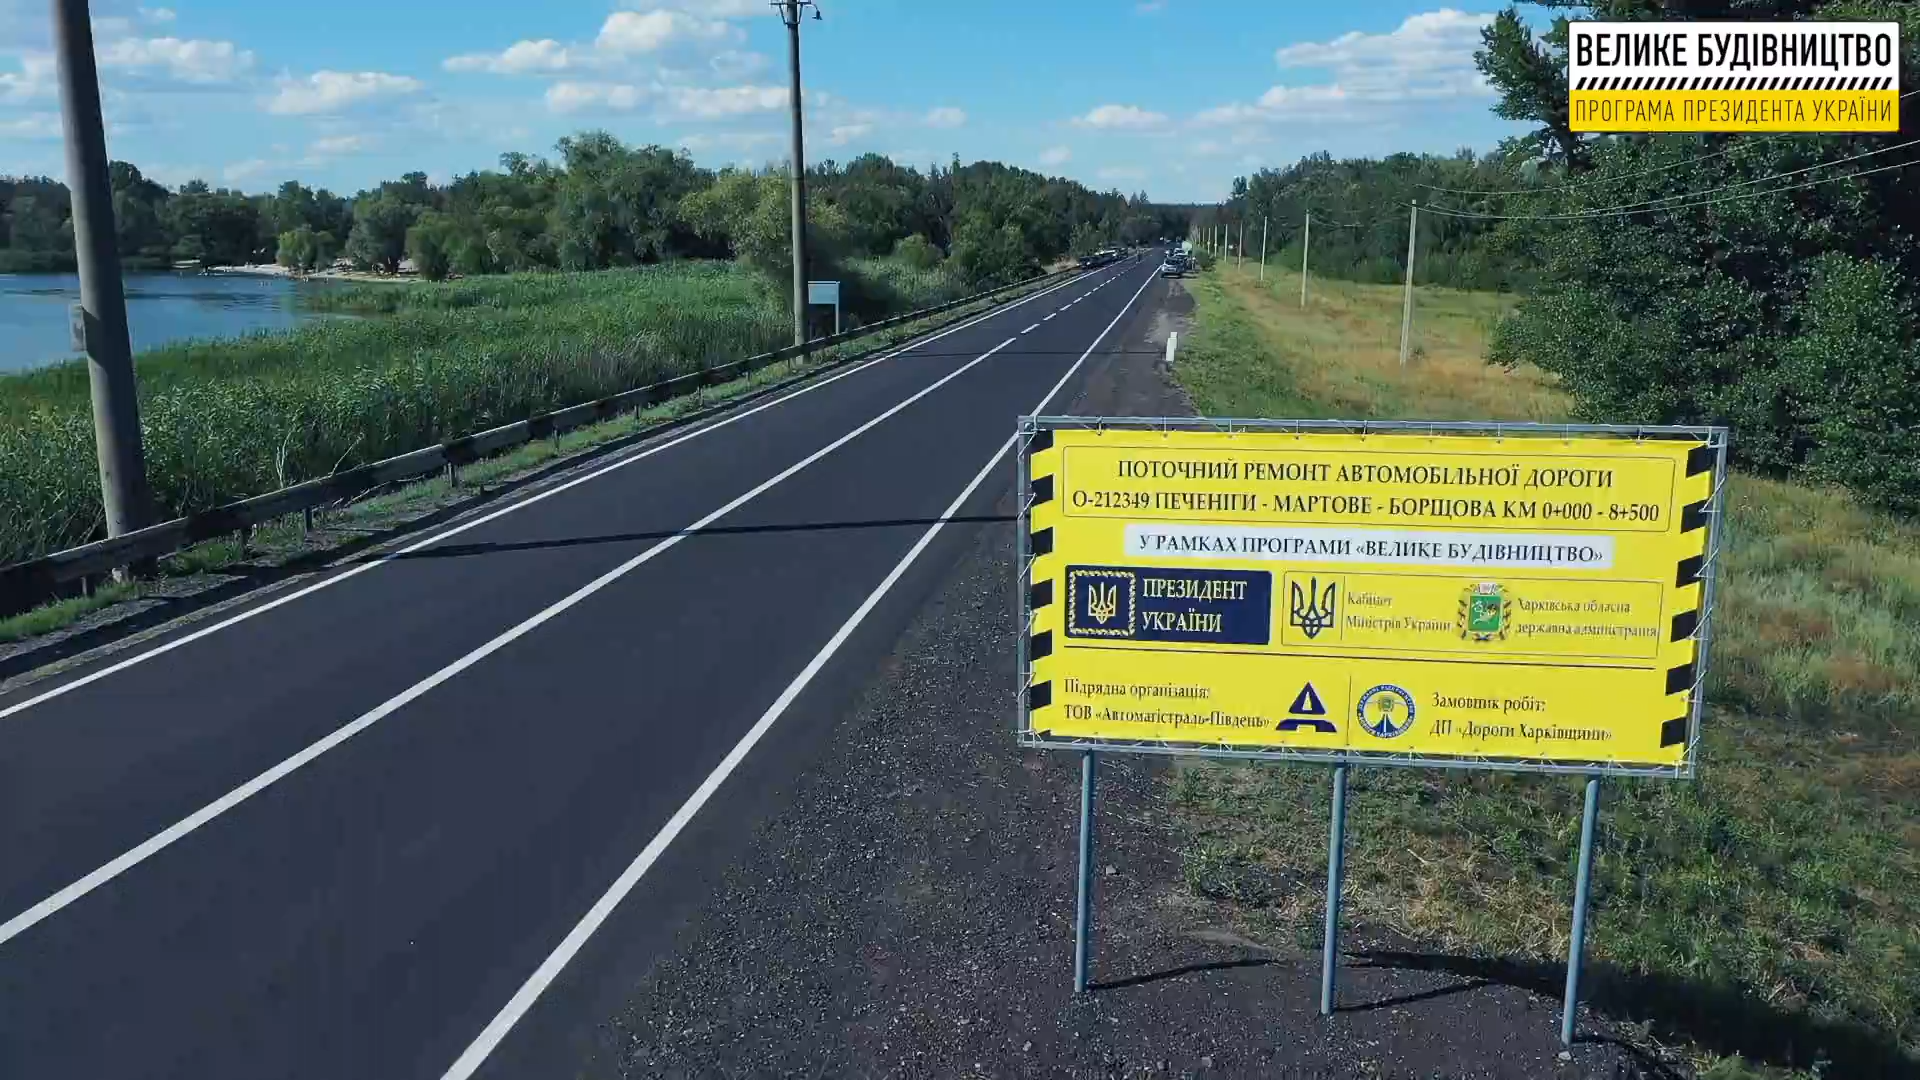 ВЕЛИКЕ БУДІВНИЦТВО
ПРОГРАМА ПРЕЗИДЕНТА УКРАЇНИ
ПОТОЧНИЙ РЕМОНТ АВТОМОБІЛЬНОЇ ДОРОГИ
О-212349 ПЕЧЕНІГИ - МАРТОВЕ - БОРЩОВА КМ 0+000 - 8+500
У РАМКАХ ПРОГРАМИ «ВЕЛИКЕ БУДІВНИЦТВО»
ПРЕЗИДЕНТ
УКРАЇНИ
Кабінет
Міністрів України
Харківська обласна
державна адміністрація
Підрядна організація:
ТОВ «Автомагістраль-Південь»
Замовник робіт:
ДП «Дороги Харківщини»